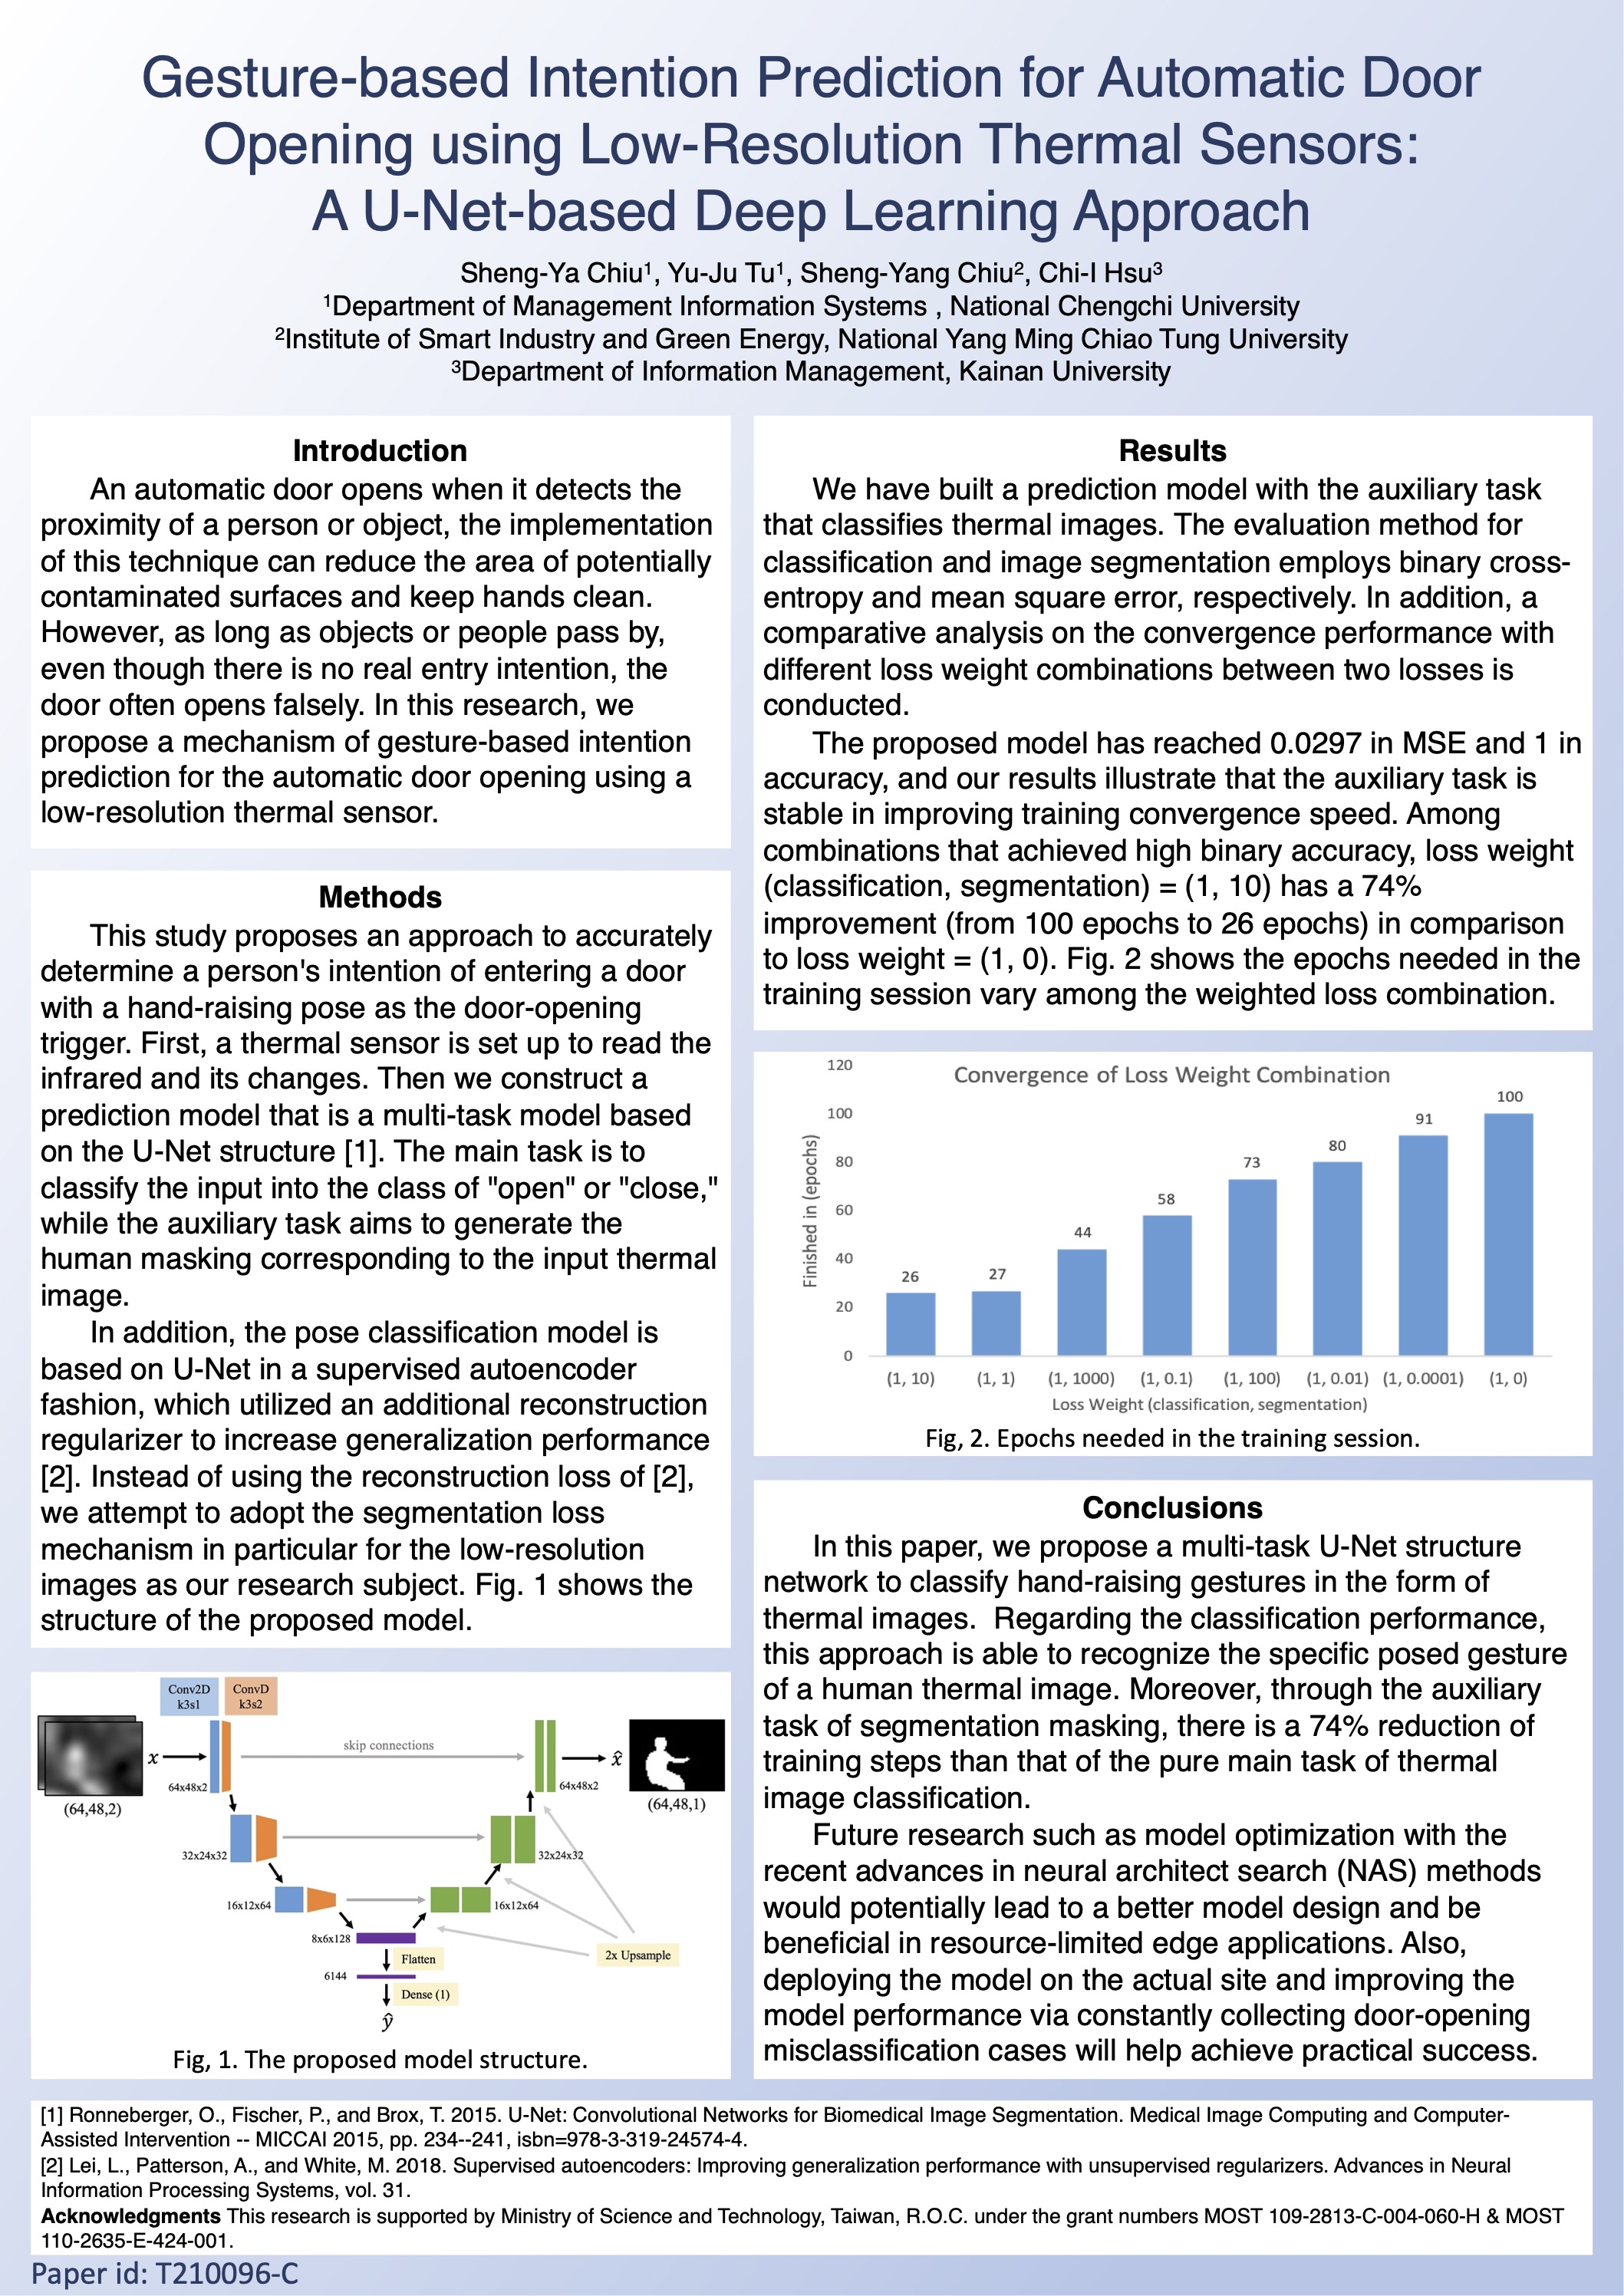 Gesture-based Intention Prediction for Automatic Door
Opening using Low-Resolution Thermal Sensors:
A U-Net-based Deep Learning Approach
Sheng-Ya Chiu¹, Yu-Ju Tu¹, Sheng-Yang Chiu², Chi-I Hsu³
¹Department of Management Information Systems , National Chengchi University
²Institute of Smart Industry and Green Energy, National Yang Ming Chiao Tung University
³Department of Information Management, Kainan University
Introduction
An automatic door opens when it detects the
proximity of a person or object, the implementation
of this technique can reduce the area of potentially
contaminated surfaces and keep hands clean.
However, as long as objects or people pass by,
even though there is no real entry intention, the
door often opens falsely. In this research, we
propose a mechanism of gesture-based intention
prediction for the automatic door opening using a
low-resolution thermal sensor.
Methods
This study proposes an approach to accurately
determine a person's intention of entering a door
with a hand-raising pose as the door-opening
trigger. First, a thermal sensor is set up to read the
infrared and its changes. Then we construct a
prediction model that is a multi-task model based
on the U-Net structure [1]. The main task is to
classify the input into the class of "open" or "close,"
while the auxiliary task aims to generate the
human masking corresponding to the input thermal
image.
In addition, the pose classification model is
based on U-Net in a supervised autoencoder
fashion, which utilized an additional reconstruction
regularizer to increase generalization performance
[2]. Instead of using the reconstruction loss of [2],
we attempt to adopt the segmentation loss
mechanism in particular for the low-resolution
images as our research subject. Fig. 1 shows the
structure of the proposed model.
Conv2D
k3s1
ConvD
k3s2
x
skip connections
x̂
64x48x2
64x48x2
(64,48,2)
(64,48,1)
32x24x32
32x24x32
16x12x64
16x12x64
8x6x128
Flatten
2x Upsample
6144
Dense (1)
ŷ
Fig, 1. The proposed model structure.
Results
We have built a prediction model with the auxiliary task
that classifies thermal images. The evaluation method for
classification and image segmentation employs binary cross-
entropy and mean square error, respectively. In addition, a
comparative analysis on the convergence performance with
different loss weight combinations between two losses is
conducted.
The proposed model has reached 0.0297 in MSE and 1 in
accuracy, and our results illustrate that the auxiliary task is
stable in improving training convergence speed. Among
combinations that achieved high binary accuracy, loss weight
(classification, segmentation) = (1, 10) has a 74%
improvement (from 100 epochs to 26 epochs) in comparison
to loss weight = (1, 0). Fig. 2 shows the epochs needed in the
training session vary among the weighted loss combination.
Convergence of Loss Weight Combination
Finished in (epochs)
120
100
80
60
40
20
0
26
27
44
58
73
80
91
100
(1, 10) (1, 1) (1, 1000) (1, 0.1) (1, 100) (1, 0.01) (1, 0.0001) (1, 0)
Loss Weight (classification, segmentation)
Fig, 2. Epochs needed in the training session.
Conclusions
In this paper, we propose a multi-task U-Net structure
network to classify hand-raising gestures in the form of
thermal images.  Regarding the classification performance,
this approach is able to recognize the specific posed gesture
of a human thermal image. Moreover, through the auxiliary
task of segmentation masking, there is a 74% reduction of
training steps than that of the pure main task of thermal
image classification.
Future research such as model optimization with the
recent advances in neural architect search (NAS) methods
would potentially lead to a better model design and be
beneficial in resource-limited edge applications. Also,
deploying the model on the actual site and improving the
model performance via constantly collecting door-opening
misclassification cases will help achieve practical success.
[1] Ronneberger, O., Fischer, P., and Brox, T. 2015. U-Net: Convolutional Networks for Biomedical Image Segmentation. Medical Image Computing and Computer-
Assisted Intervention -- MICCAI 2015, pp. 234--241, isbn=978-3-319-24574-4.
[2] Lei, L., Patterson, A., and White, M. 2018. Supervised autoencoders: Improving generalization performance with unsupervised regularizers. Advances in Neural
Information Processing Systems, vol. 31.
Acknowledgments This research is supported by Ministry of Science and Technology, Taiwan, R.O.C. under the grant numbers MOST 109-2813-C-004-060-H & MOST
110-2635-E-424-001.
Paper id: T210096-C